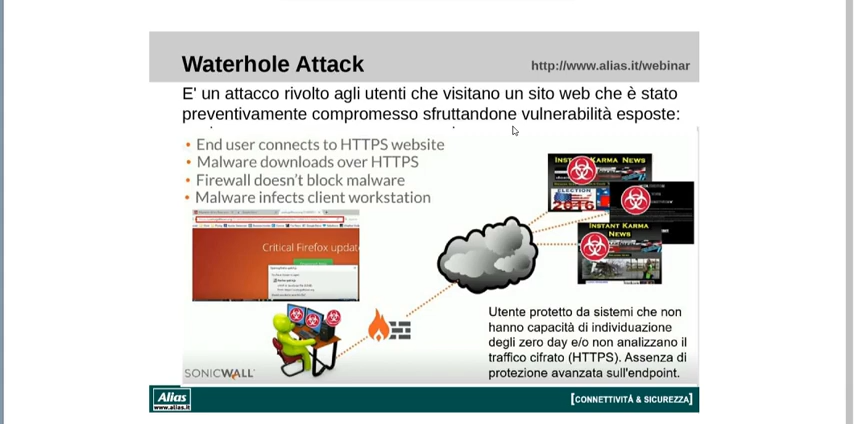 Waterhole Attack
http://www.alias.it/webinar
E' un attacco rivolto agli utenti che visitano un sito web che è stato
preventivamente compromesso sfruttandone vulnerabilità esposte:
• End user connects to HTTPS website
• Malware downloads over HTTPS
• Firewall doesn't block malware
• Malware infects client workstation
INSTANT KARMA NEWS
ELECTION
2016
INSTANT KARMA
NEWS
Critical Firefox updat
Utente protetto da sistemi che non
hanno capacità di individuazione
degli zero day e/o non analizzano il
traffico cifrato (HTTPS). Assenza di
protezione avanzata sull'endpoint.
SONICWALL
Alias
www.alias.it
[CONNETTIVITÀ & SICUREZZA]